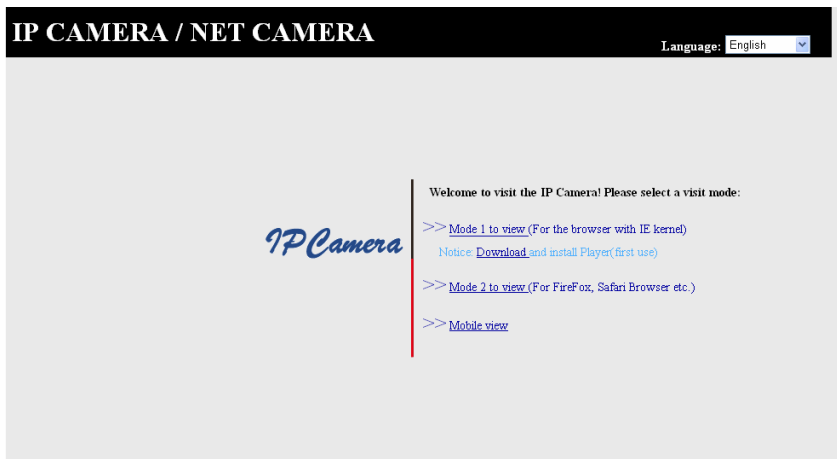 IP CAMERA / NET CAMERA
Language: English
Welcome to visit the IP Camera! Please select a visit mode:
IPCamera
>> Mode 1 to view (For the browser with IE kernel)
Notice: Download and install Player(first use)
>> Mode 2 to view (For FireFox, Safari Browser etc.)
>> Mobile view